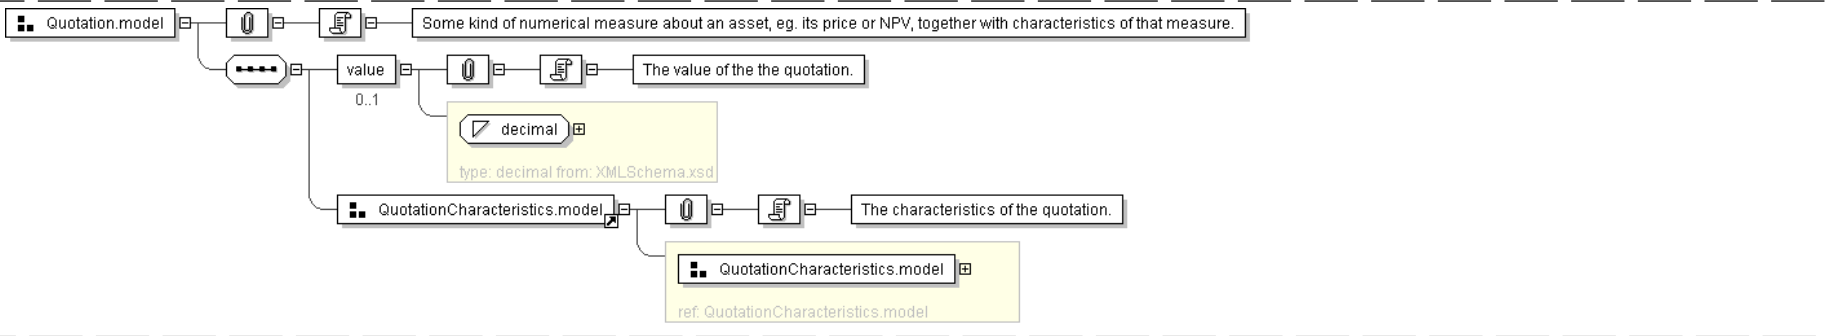 Quotation.model
Some kind of numerical measure about an asset, eg. its price or NPV, together with characteristics of that measure.
value
The value of the the quotation.
0..1
decimal
type: decimal from: XMLSchema.xsd
QuotationCharacteristics.model
The characteristics of the quotation.
QuotationCharacteristics.model
ref: QuotationCharacteristics.model